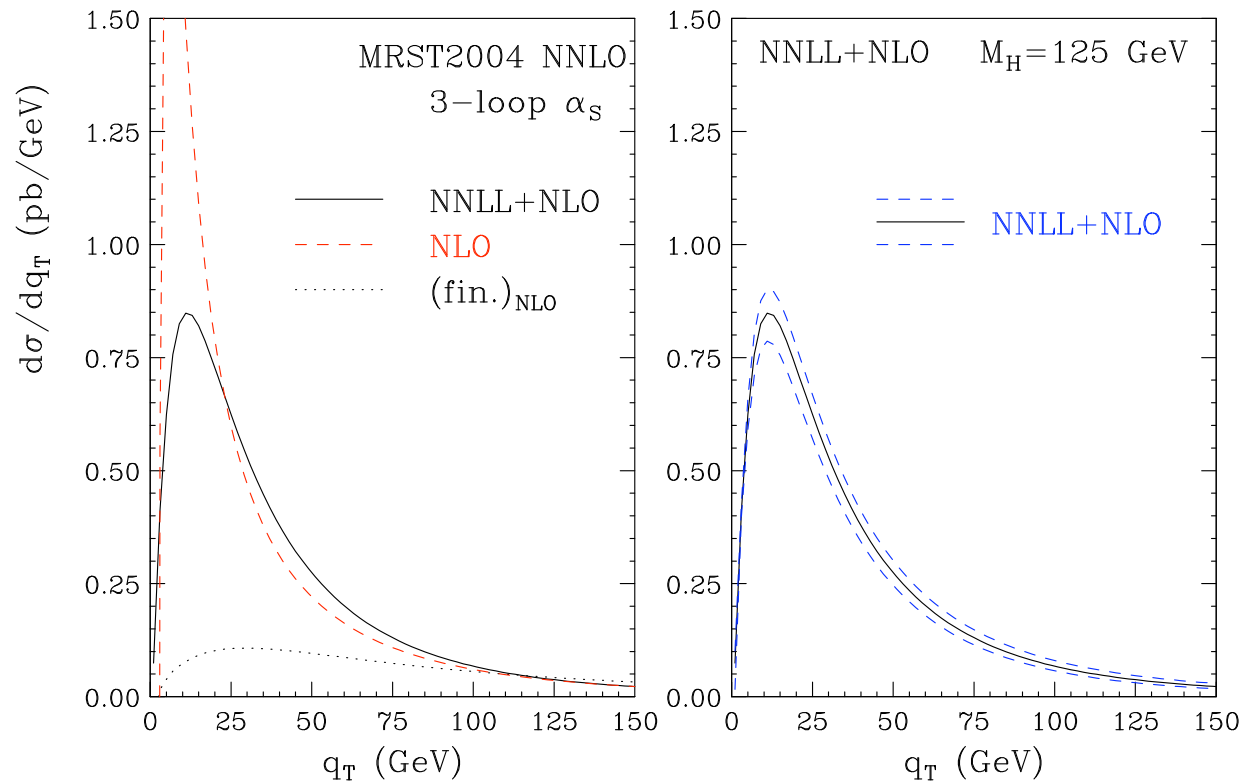 dσ/dq_T (pb/GeV)
1.50
1.25
1.00
0.75
0.50
0.25
0.00
MRST2004 NNLO
3−loop α_S
NNLL+NLO
NLO
(fin.)_NLO
0 25 50 75 100 125 150
q_T (GeV)
1.50
1.25
1.00
0.75
0.50
0.25
0.00
NNLL+NLO M_H=125 GeV
NNLL+NLO
0 25 50 75 100 125 150
q_T (GeV)